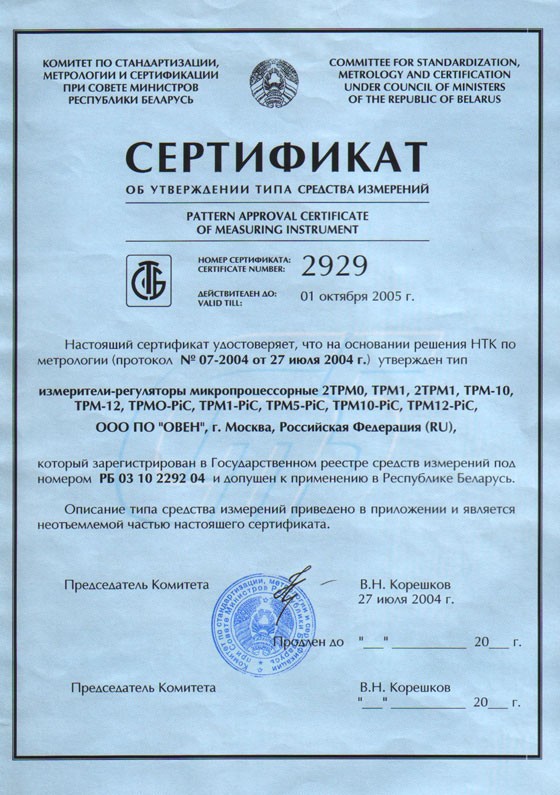 КОМИТЕТ ПО СТАНДАРТИЗАЦИИ,
МЕТРОЛОГИИ И СЕРТИФИКАЦИИ
ПРИ СОВЕТЕ МИНИСТРОВ
РЕСПУБЛИКИ БЕЛАРУСЬ
COMMITTEE FOR STANDARDIZATION,
METROLOGY AND CERTIFICATION
UNDER COUNCIL OF MINISTERS
OF THE REPUBLIC OF BELARUS
СЕРТИФИКАТ
ОБ УТВЕРЖДЕНИИ ТИПА СРЕДСТВА ИЗМЕРЕНИЙ
PATTERN APPROVAL CERTIFICATE
OF MEASURING INSTRUMENT
НОМЕР СЕРТИФИКАТА:
CERTIFICATE NUMBER:
2929
ДЕЙСТВИТЕЛЕН ДО:
VALID TILL:
01 октября 2005 г.
Настоящий сертификат удостоверяет, что на основании решения НТК по
метрологии (протокол № 07-2004 от 27 июля 2004 г.) утвержден тип
измерители-регуляторы микропроцессорные 2ТРМ0, ТРМ1, 2ТРМ1, ТРМ-10,
ТРМ-12, ТРМО-PiC, ТРМ1-PiC, ТРМ5-PiC, ТРМ10-PiC, ТРМ12-PiC,
ООО ПО "ОВЕН", г. Москва, Российская Федерация (RU),
который зарегистрирован в Государственном реестре средств измерений под
номером РБ 03 10 2292 04 и допущен к применению в Республике Беларусь.
Описание типа средства измерений приведено в приложении и является
неотъемлемой частью настоящего сертификата.
Председатель Комитета В.Н. Корешков
27 июля 2004 г.
Продлен до "__" ________ 20__ г.
Председатель Комитета В.Н. Корешков
"__" ________ 20__ г.